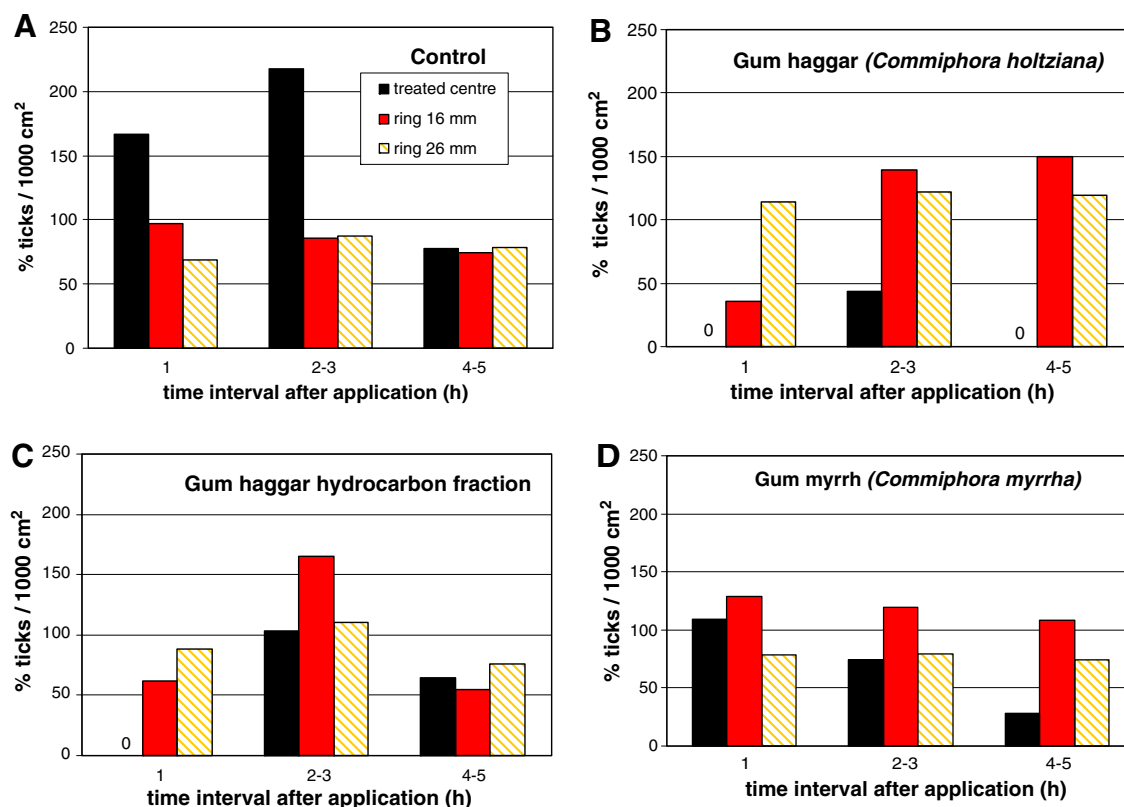 A
Control
treated centre
ring 16 mm
ring 26 mm
% ticks / 1000 cm²
250
200
150
100
50
0
1
2-3
4-5
time interval after application (h)
B
Gum haggar (Commiphora holtziana)
% ticks / 1000 cm²
250
200
150
100
50
0
0
0
1
2-3
4-5
time interval after application (h)
C
Gum haggar hydrocarbon fraction
% ticks / 1000 cm²
250
200
150
100
50
0
0
1
2-3
4-5
time interval after application (h)
D
Gum myrrh (Commiphora myrrha)
% ticks / 1000 cm²
250
200
150
100
50
0
1
2-3
4-5
time interval after application (h)